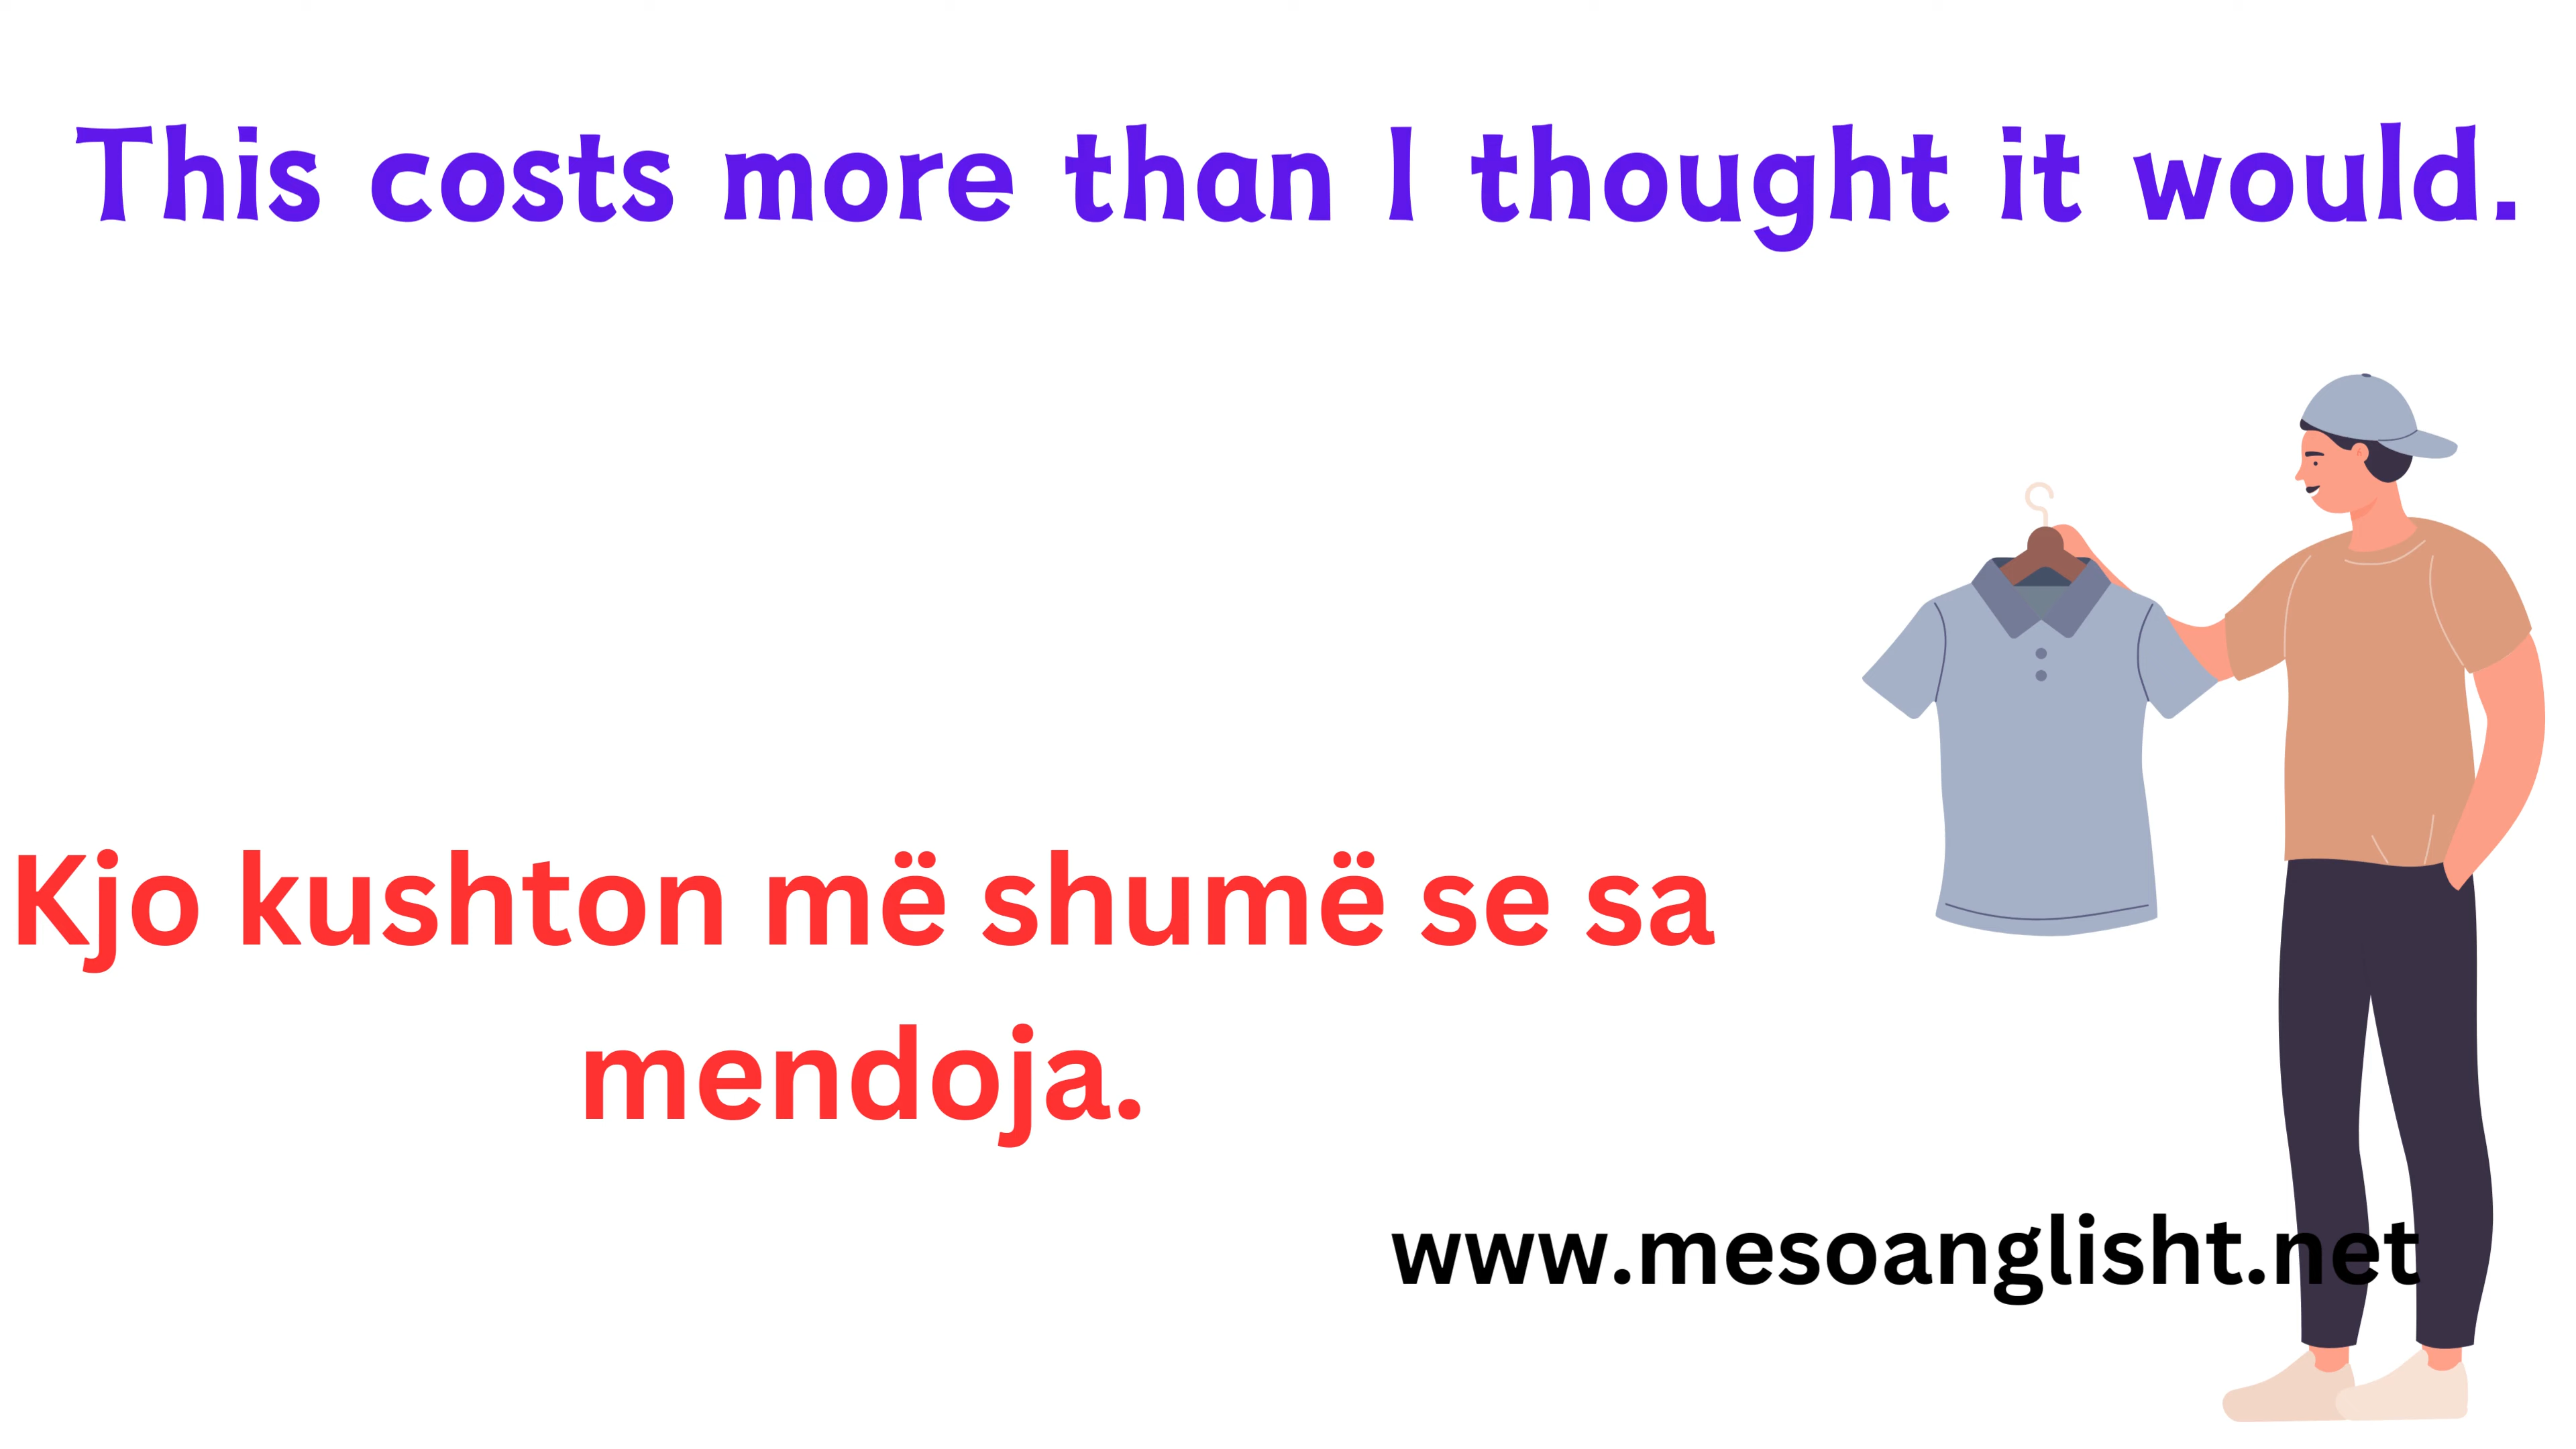 This costs more than I thought it would.
Kjo kushton më shumë se sa
mendoja.
www.mesoanglisht.net